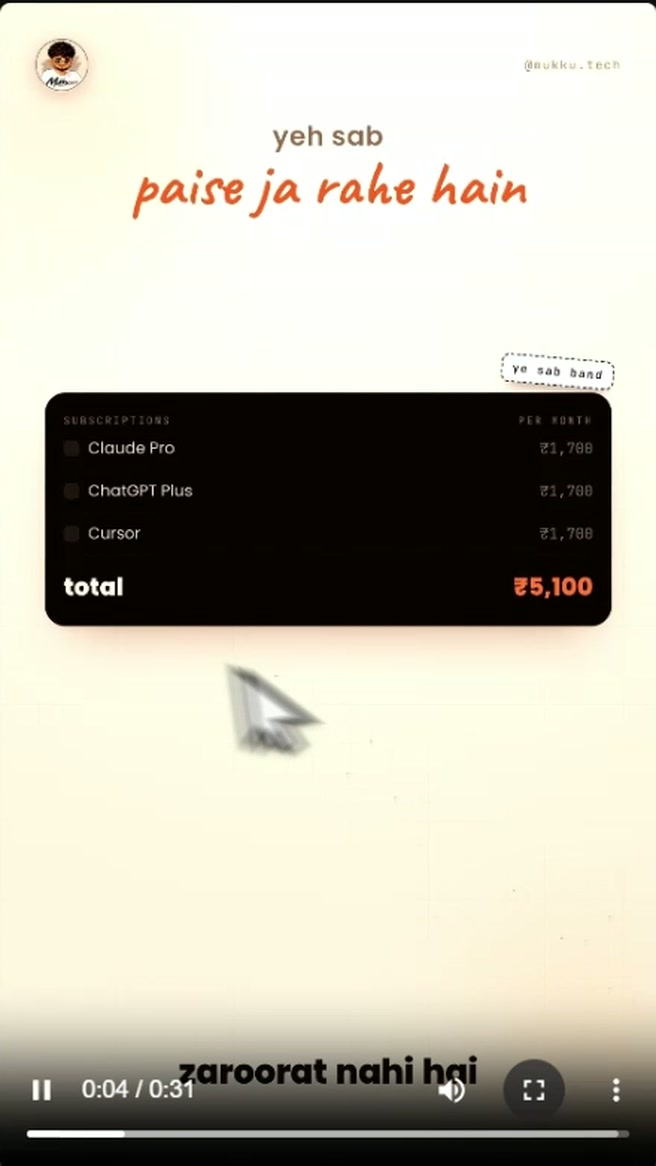 @mukku.tech
yeh sab
paise ja rahe hain
ye sab band
SUBSCRIPTIONS PER MONTH
Claude Pro ₹1,700
ChatGPT Plus ₹1,700
Cursor ₹1,700
total ₹5,100
zaroorat nahi hai
0:04 / 0:31